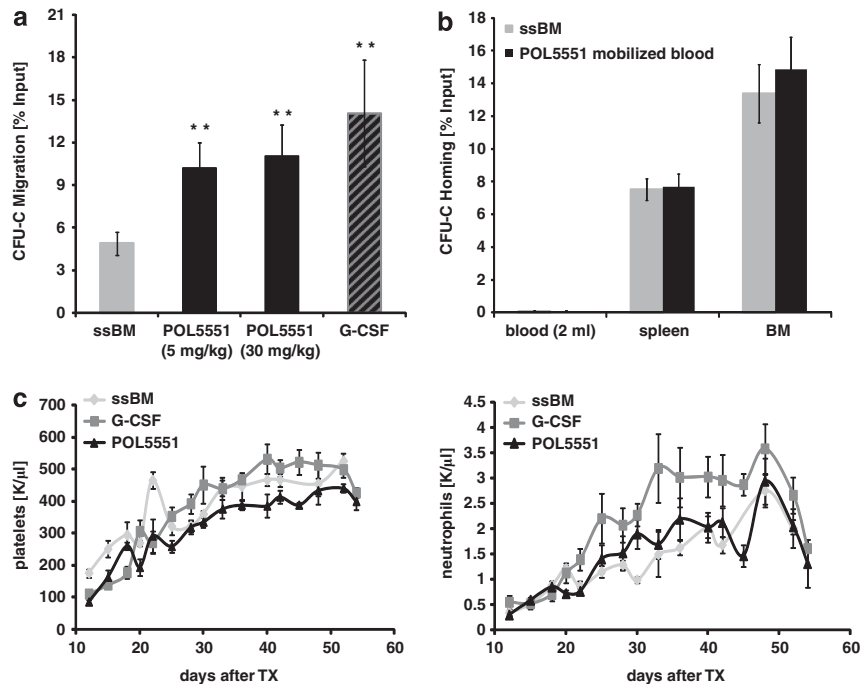 a
CFU-C Migration [% Input]
21
18
15
12
9
6
3
0
**
**
**
ssBM
POL5551
(5 mg/kg)
POL5551
(30 mg/kg)
G-CSF
b
CFU-C Homing [% Input]
18
16
14
12
10
8
6
4
2
0
ssBM
POL5551 mobilized blood
blood (2 ml)
spleen
BM
c
platelets [K/µl]
700
600
500
400
300
200
100
0
ssBM
G-CSF
POL5551
10
20
30
40
50
60
days after TX
neutrophils [K/µl]
4.5
4
3.5
3
2.5
2
1.5
1
0.5
0
ssBM
G-CSF
POL5551
10
20
30
40
50
60
days after TX